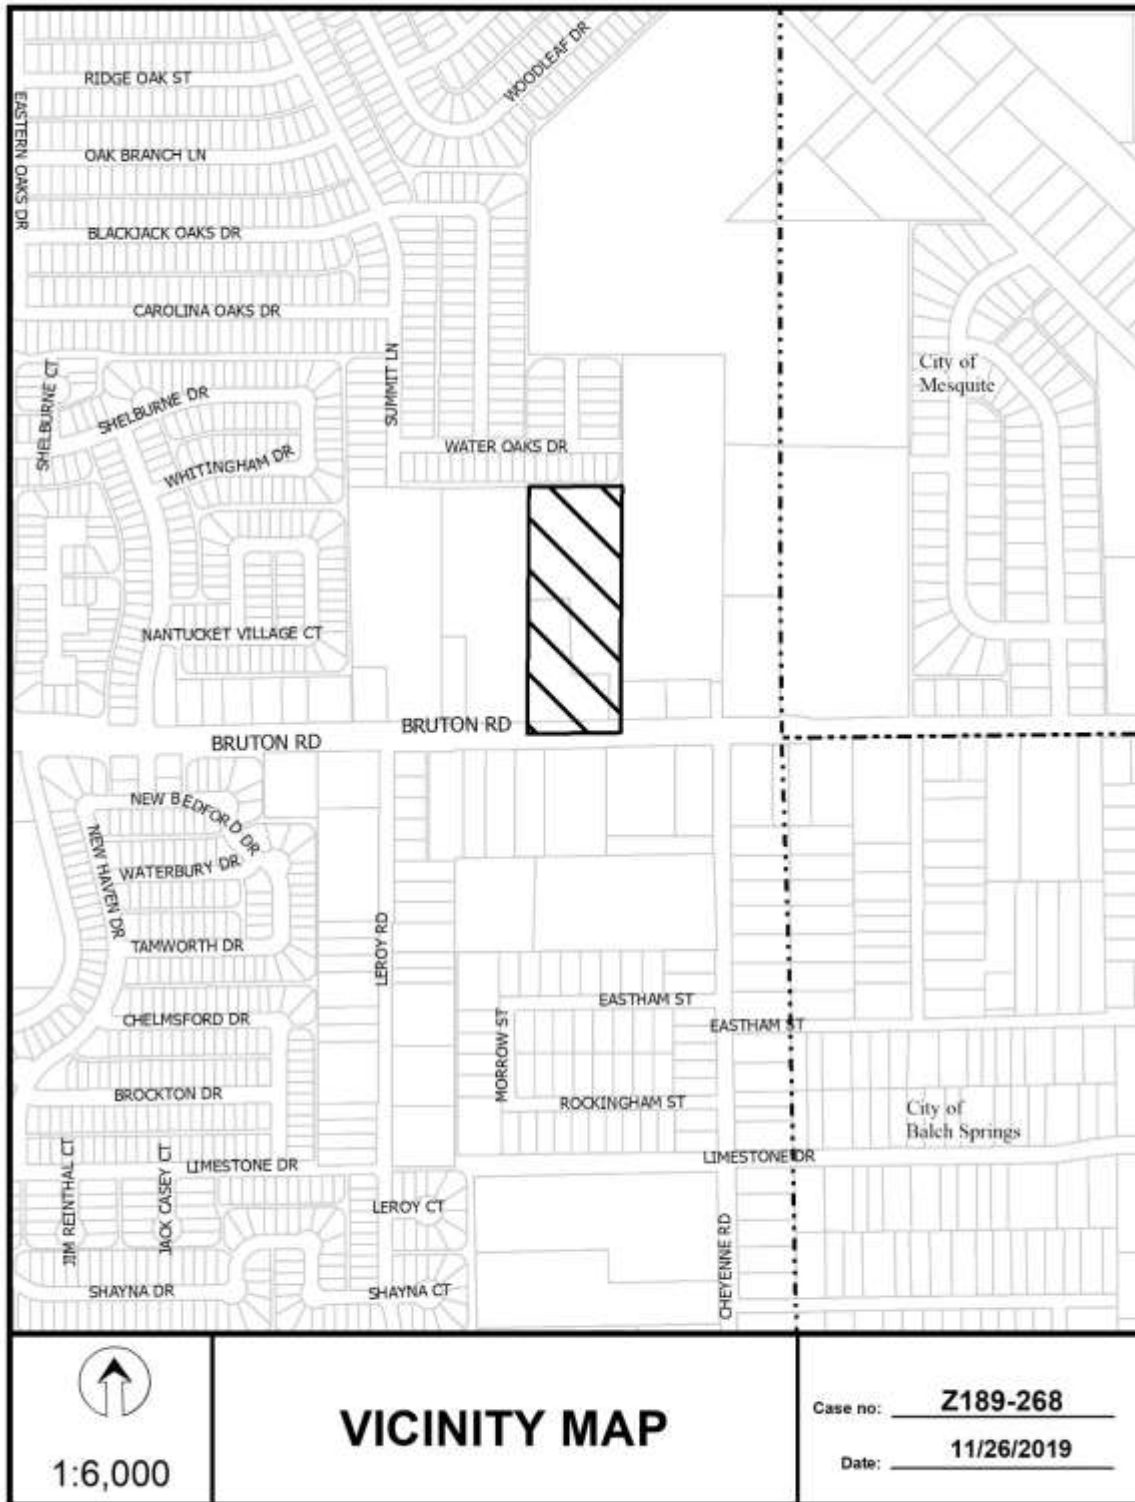 WOODLEAF DR
RIDGE OAK ST
EASTERN OAKS DR
OAK BRANCH LN
BLACKJACK OAKS DR
CAROLINA OAKS DR
SUMMIT LN
City of
Mesquite
SHELBURNE CT
SHELBURNE DR
WATER OAKS DR
WHITINGHAM DR
NANTUCKET VILLAGE CT
BRUTON RD
BRUTON RD
NEW BEDFORD DR
NEW HAVEN DR
WATERBURY DR
TAMWORTH DR
LEROY RD
EASTHAM ST
CHELMSFORD DR
MORROW ST
EASTHAM ST
BROCKTON DR
ROCKINGHAM ST
City of
Balch Springs
JIM REINTHAL CT
JACK CASEY CT
LIMESTONE DR
LIMESTONE DR
LEROY CT
CHEYENNE RD
SHAYNA DR
SHAYNA CT
1:6,000
VICINITY MAP
Case no: Z189-268
Date: 11/26/2019